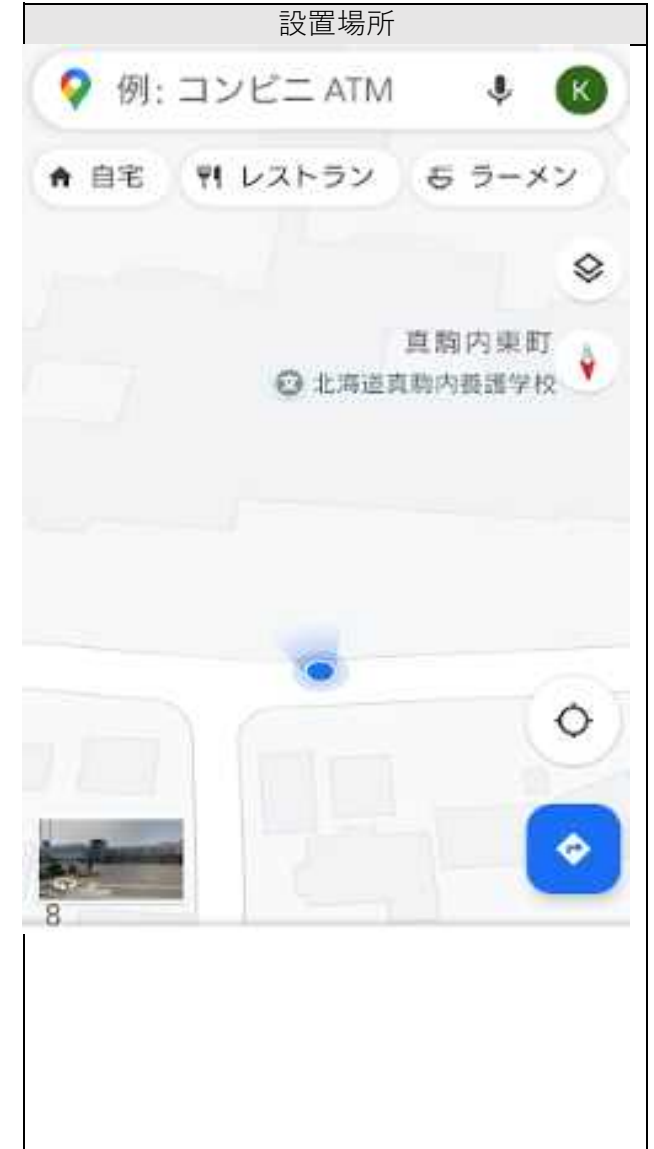 設置場所
例: コンビニ ATM
K
自宅 レストラン ラーメン
真駒内東町
北海道真駒内養護学校
8